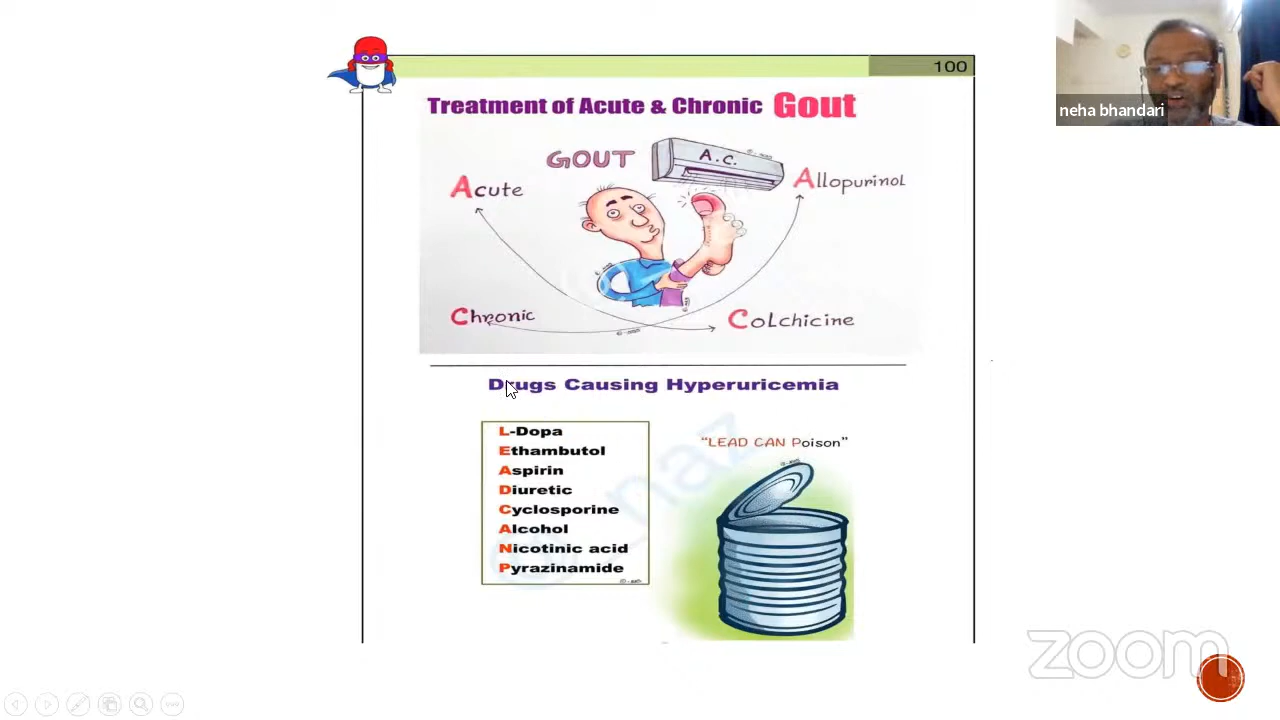 100
neha bhandari
Treatment of Acute & Chronic Gout
GOUT
A.C.
Acute
Allopurinol
Chronic
Colchicine
Drugs Causing Hyperuricemia
L-Dopa
Ethambutol
Aspirin
Diuretic
Cyclosporine
Alcohol
Nicotinic acid
Pyrazinamide
"LEAD CAN Poison"
naz
zoom